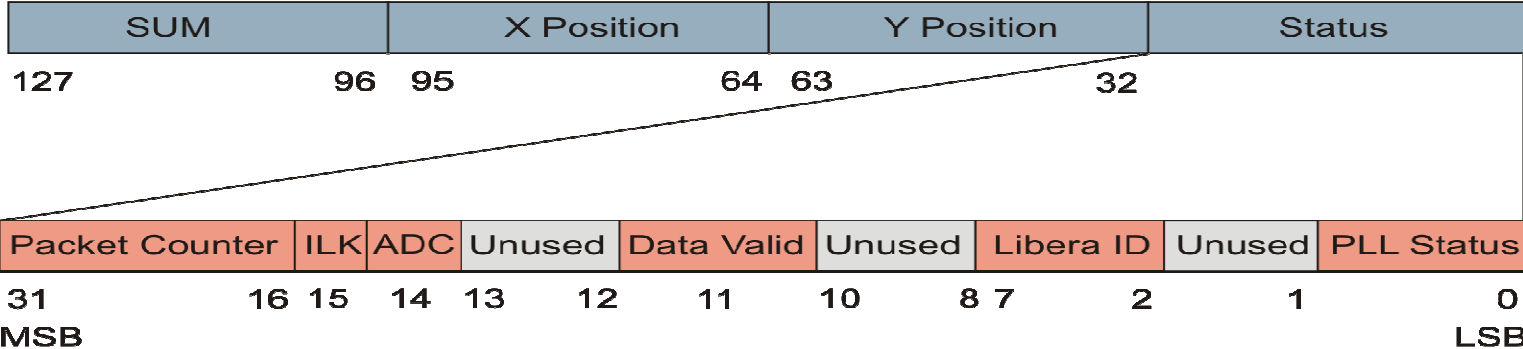 SUM X Position Y Position Status
127 96 95 64 63 32
Packet Counter ILK ADC Unused Data Valid Unused Libera ID Unused PLL Status
31 16 15 14 13 12 11 10 8 7 2 1 0
MSB LSB